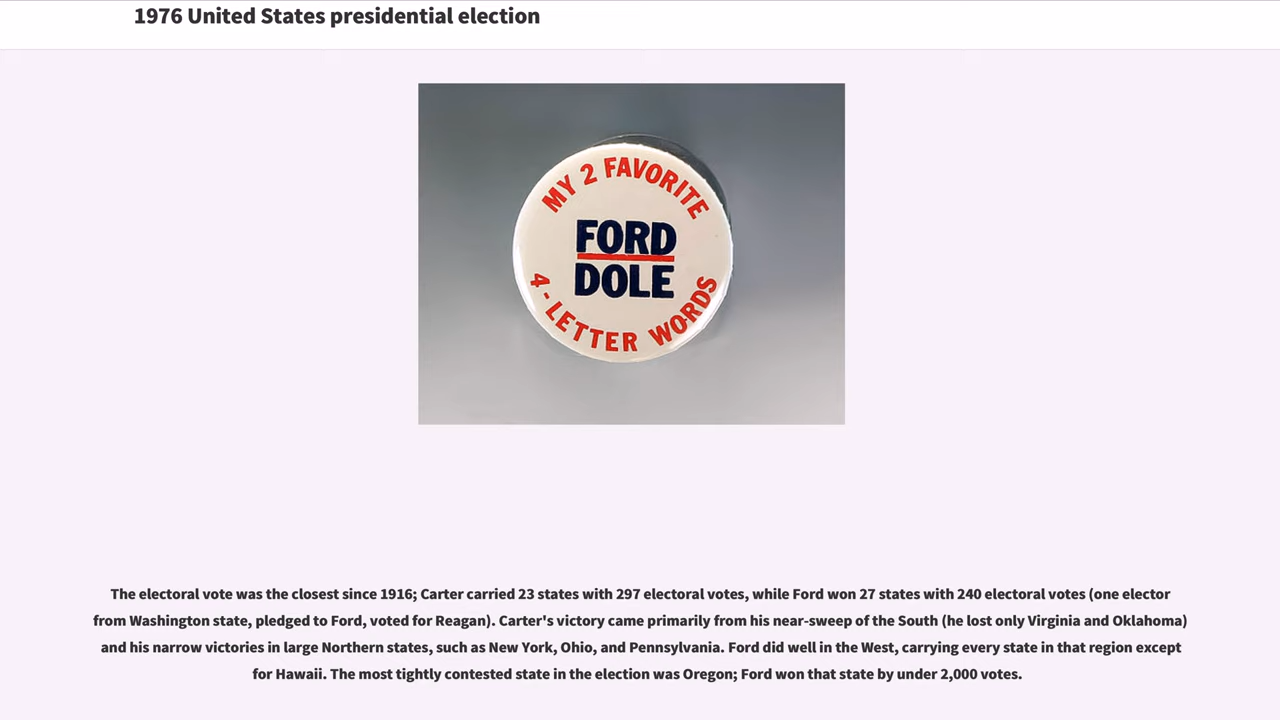 1976 United States presidential election
MY 2 FAVORITE
FORD
DOLE
4-LETTER WORDS
The electoral vote was the closest since 1916; Carter carried 23 states with 297 electoral votes, while Ford won 27 states with 240 electoral votes (one elector
from Washington state, pledged to Ford, voted for Reagan). Carter's victory came primarily from his near-sweep of the South (he lost only Virginia and Oklahoma)
and his narrow victories in large Northern states, such as New York, Ohio, and Pennsylvania. Ford did well in the West, carrying every state in that region except
for Hawaii. The most tightly contested state in the election was Oregon; Ford won that state by under 2,000 votes.